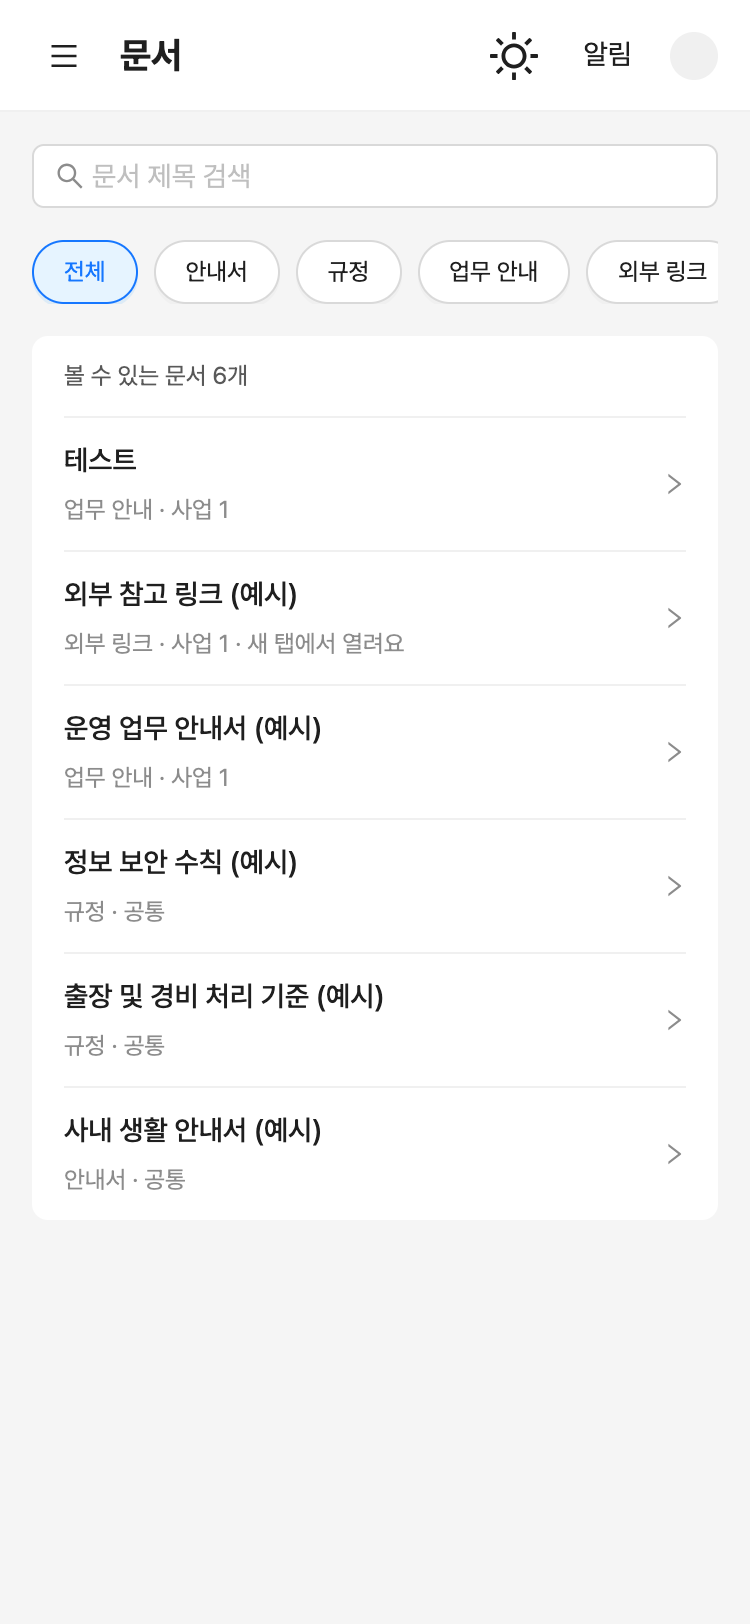 문서
알림
문서 제목 검색
전체
안내서
규정
업무 안내
외부 링크
볼 수 있는 문서 6개
테스트
업무 안내 · 사업 1
외부 참고 링크 (예시)
외부 링크 · 사업 1 · 새 탭에서 열려요
운영 업무 안내서 (예시)
업무 안내 · 사업 1
정보 보안 수칙 (예시)
규정 · 공통
출장 및 경비 처리 기준 (예시)
규정 · 공통
사내 생활 안내서 (예시)
안내서 · 공통